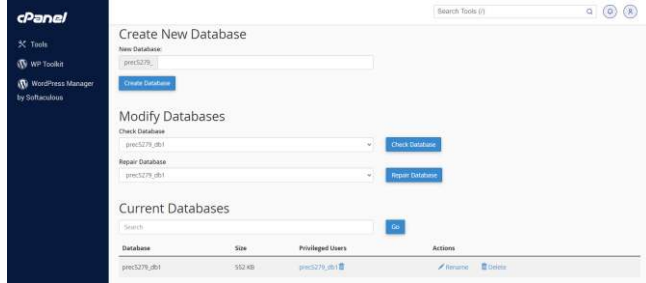 cPanel
Search Tools (/)
Tools
WP Toolkit
WordPress Manager
by Softaculous
Create New Database
New Database:
prec5279_
Create Database
Modify Databases
Check Database
prec5279_db1
Check Database
Repair Database
prec5279_db1
Repair Database
Current Databases
Search
Go
Database Size Privileged Users Actions
prec5279_db1 552 KB prec5279_db1 Rename Delete